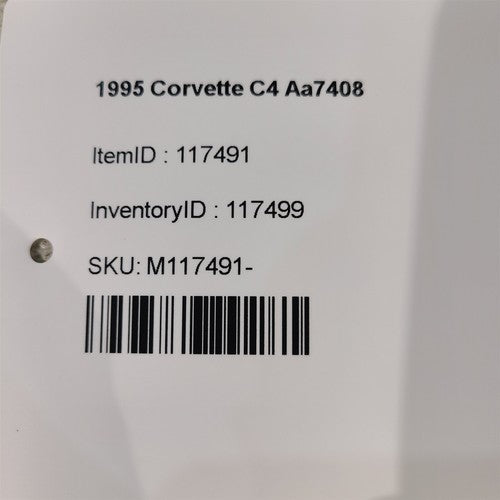 1995 Corvette C4 Aa7408
ItemID : 117491
InventoryID : 117499
SKU: M117491-